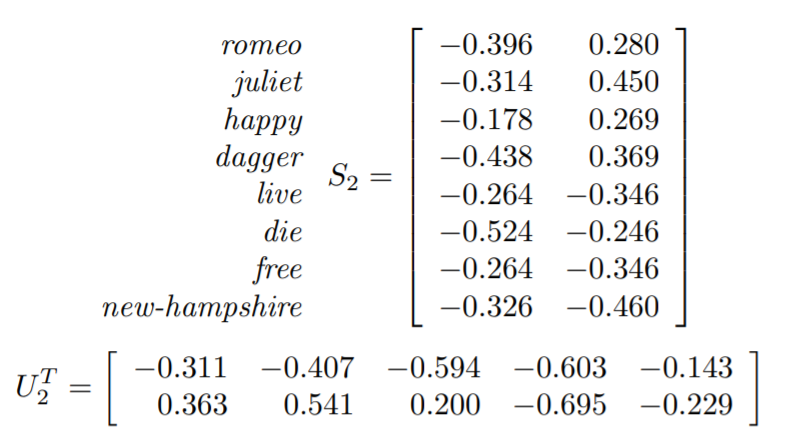 romeo −0.396 0.280
juliet −0.314 0.450
happy −0.178 0.269
dagger S₂ = −0.438 0.369
live −0.264 −0.346
die −0.524 −0.246
free −0.264 −0.346
new-hampshire −0.326 −0.460
U₂ᵀ = [ −0.311 −0.407 −0.594 −0.603 −0.143 ]
0.363 0.541 0.200 −0.695 −0.229